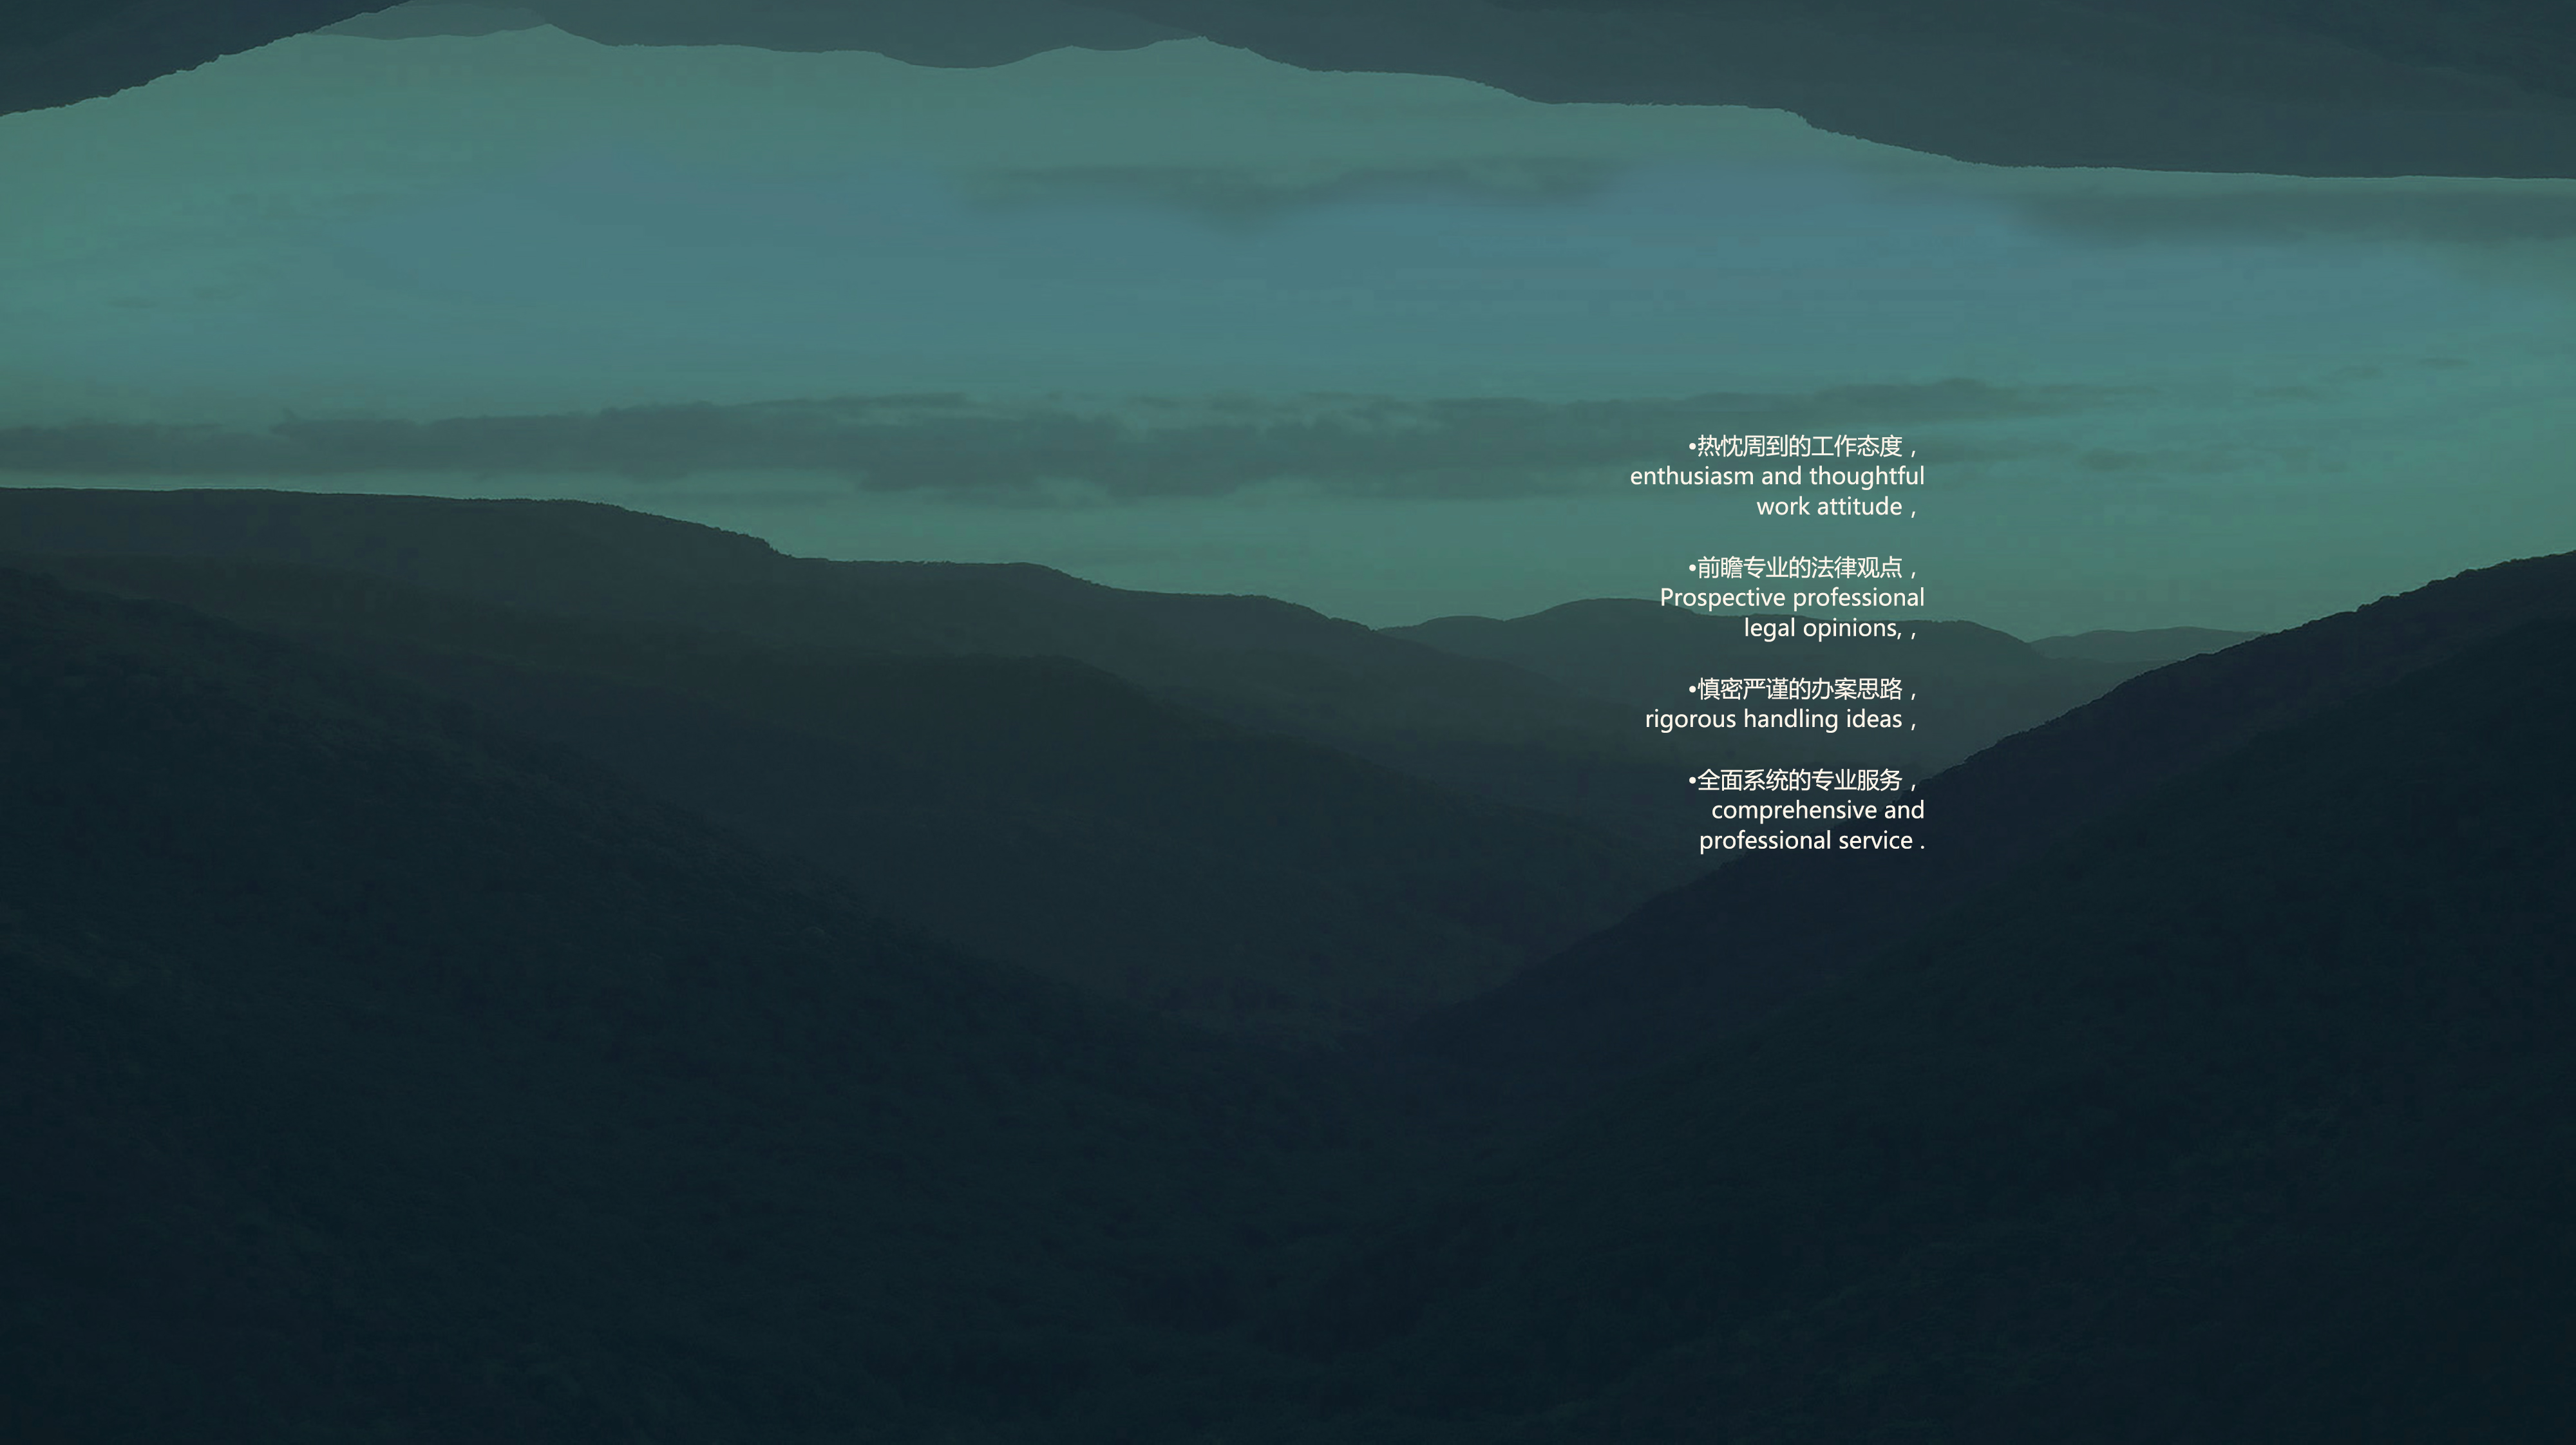 •热忱周到的工作态度，
enthusiasm and thoughtful
work attitude ,
•前瞻专业的法律观点，
Prospective professional
legal opinions, ,
•慎密严谨的办案思路，
rigorous handling ideas ,
•全面系统的专业服务，
comprehensive and
professional service .